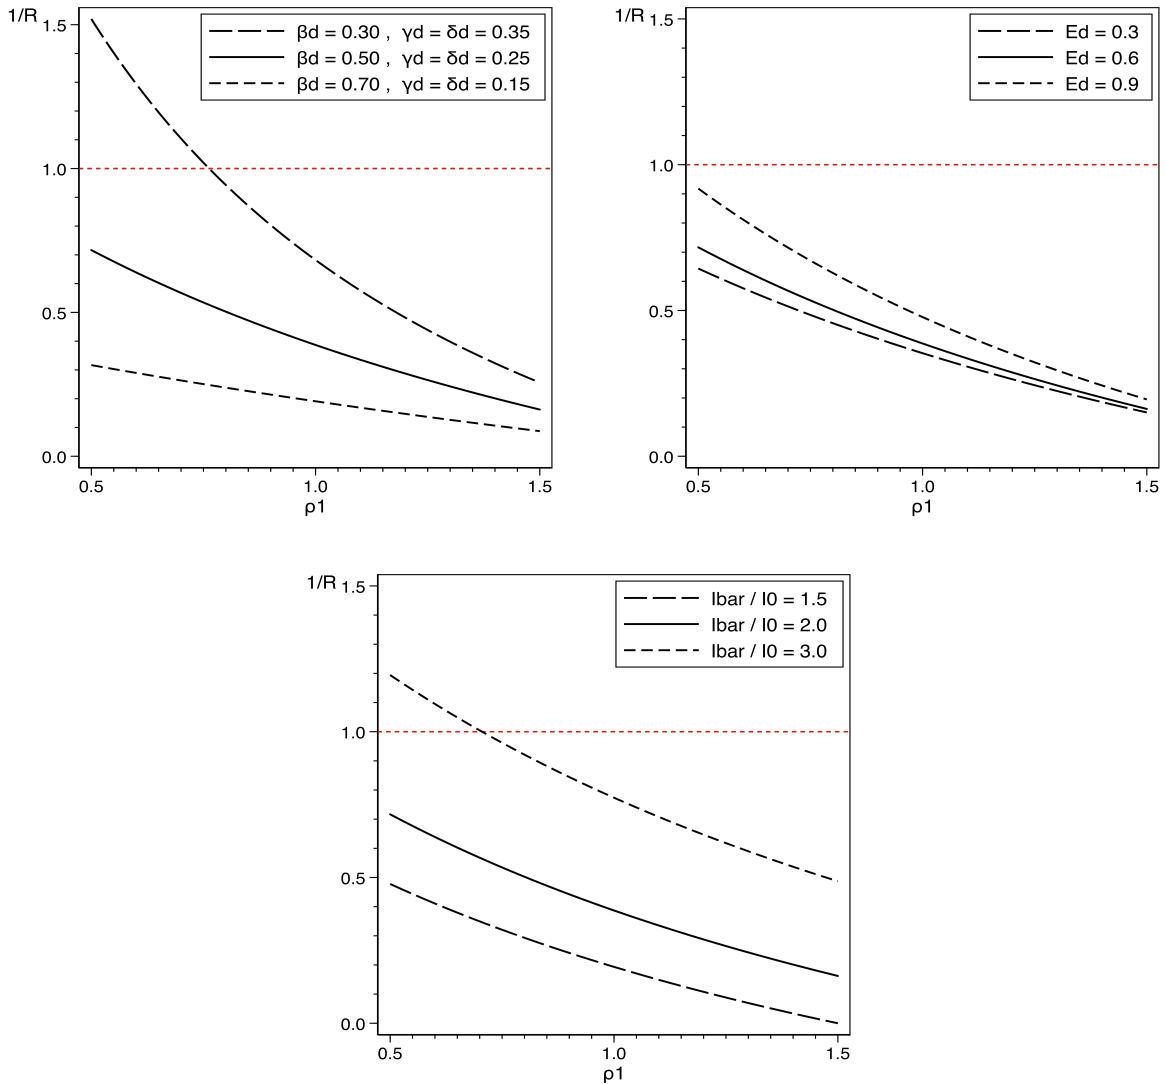 1/R
1.5
βd = 0.30 , γd = δd = 0.35
βd = 0.50 , γd = δd = 0.25
βd = 0.70 , γd = δd = 0.15
1.0
0.5
0.0
0.5 1.0 1.5
ρ1
1/R
1.5
Ed = 0.3
Ed = 0.6
Ed = 0.9
1.0
0.5
0.0
0.5 1.0 1.5
ρ1
1/R
1.5
Ibar / I0 = 1.5
Ibar / I0 = 2.0
Ibar / I0 = 3.0
1.0
0.5
0.0
0.5 1.0 1.5
ρ1